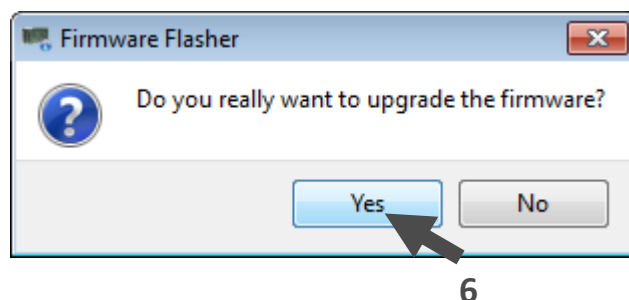 Firmware Flasher
Do you really want to upgrade the firmware?
Yes No
6